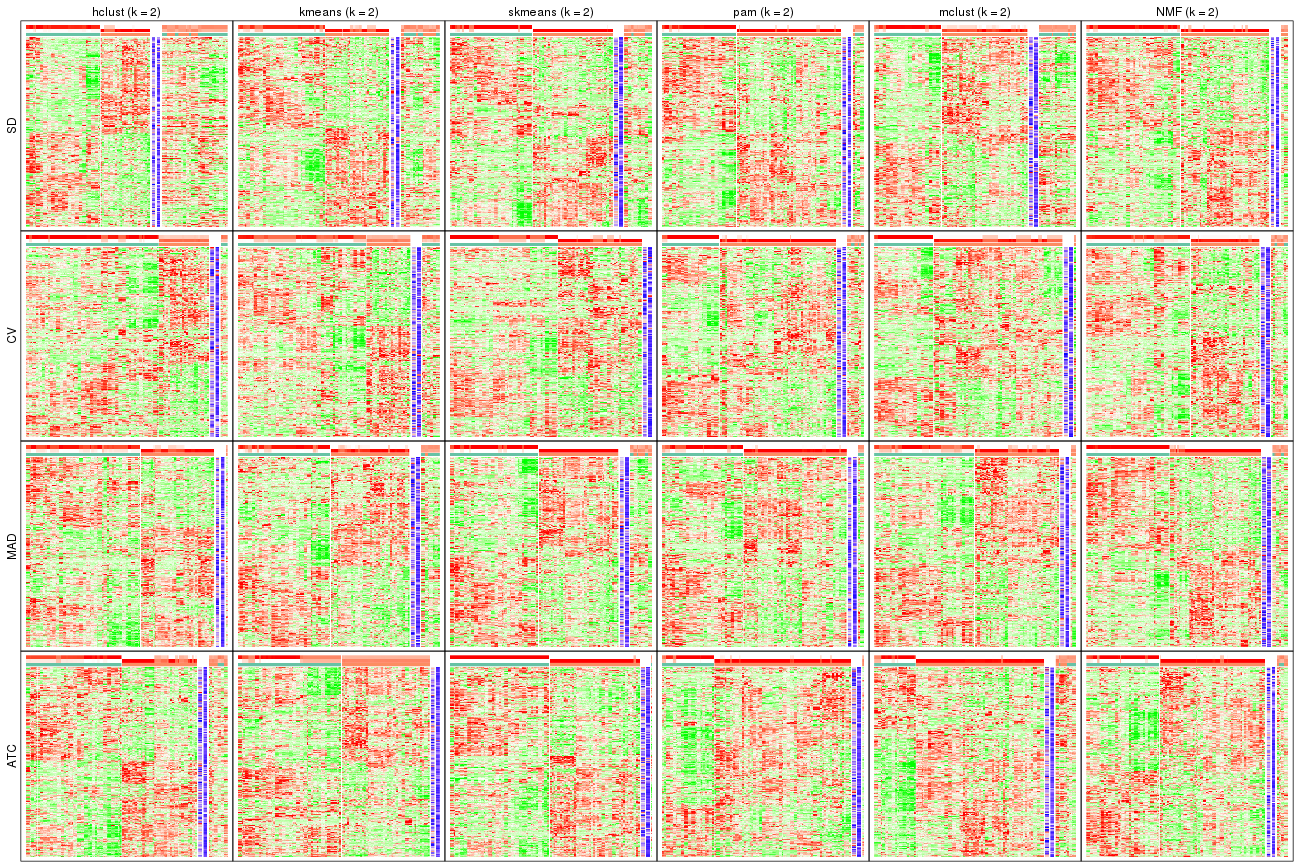 hclust (k = 2) kmeans (k = 2) skmeans (k = 2) pam (k = 2) mclust (k = 2) NMF (k = 2)
SD
CV
MAD
ATC